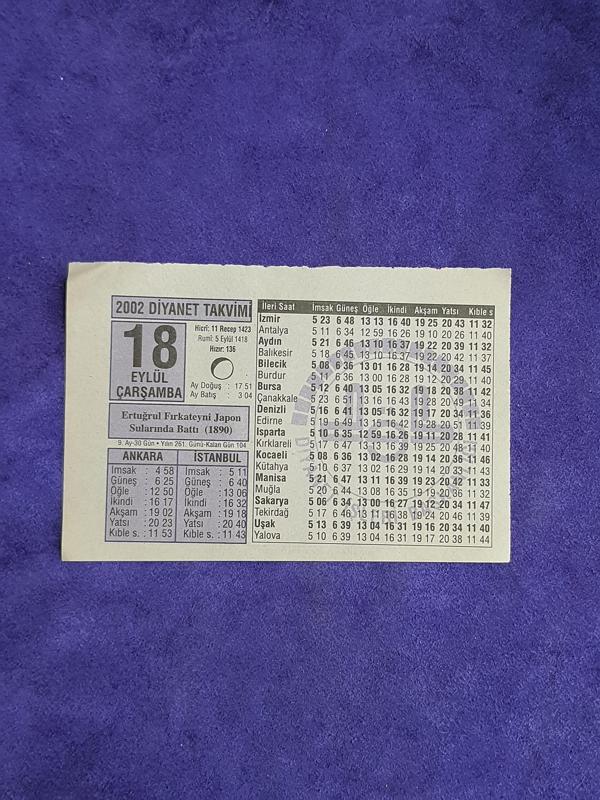 2002 DİYANET TAKVİMİ
18
EYLÜL
ÇARŞAMBA
Hicrî: 11 Recep 1423
Rumî: 5 Eylül 1418
Hızır: 136
Ay Doğuş : 17 51
Ay Batış : 3 04
Ertuğrul Fırkateyni Japon
Sularında Battı (1890)
9. Ay-30 Gün • Yılın 261. Günü-Kalan Gün 104
ANKARA
İmsak : 4 58
Güneş : 6 25
Öğle : 12 50
İkindi : 16 17
Akşam : 19 02
Yatsı : 20 23
Kıble s. : 11 53
İSTANBUL
İmsak : 5 11
Güneş : 6 40
Öğle : 13 06
İkindi : 16 32
Akşam : 19 18
Yatsı : 20 40
Kıble s. : 11 43
İleri Saat İmsak Güneş Öğle İkindi Akşam Yatsı Kıble s
İzmir 5 23 6 48 13 13 16 40 19 25 20 43 11 32
Antalya 5 11 6 34 12 59 16 26 19 10 20 26 11 40
Aydın 5 21 6 46 13 10 16 37 19 22 20 39 11 32
Balıkesir 5 18 6 45 13 10 16 37 19 22 20 42 11 37
Bilecik 5 08 6 36 13 01 16 28 19 14 20 34 11 45
Burdur 5 11 6 36 13 00 16 28 19 12 20 29 11 40
Bursa 5 12 6 40 13 05 16 32 19 18 20 38 11 42
Çanakkale 5 23 6 51 13 16 16 43 19 28 20 49 11 34
Denizli 5 16 6 41 13 05 16 32 19 17 20 34 11 36
Edirne 5 19 6 49 13 15 16 42 19 28 20 51 11 39
Isparta 5 10 6 35 12 59 16 26 19 11 20 28 11 41
Kırklareli 5 17 6 47 13 13 16 39 19 25 20 48 11 40
Kocaeli 5 08 6 36 13 02 16 28 19 14 20 36 11 46
Kütahya 5 10 6 37 13 02 16 29 19 14 20 33 11 43
Manisa 5 21 6 47 13 11 16 39 19 23 20 42 11 33
Muğla 5 20 6 44 13 08 16 35 19 20 20 36 11 32
Sakarya 5 06 6 34 13 00 16 27 19 12 20 34 11 47
Tekirdağ 5 17 6 46 13 11 16 38 19 24 20 46 11 39
Uşak 5 13 6 39 13 04 16 31 19 16 20 34 11 40
Yalova 5 10 6 39 13 04 16 31 19 17 20 38 11 44